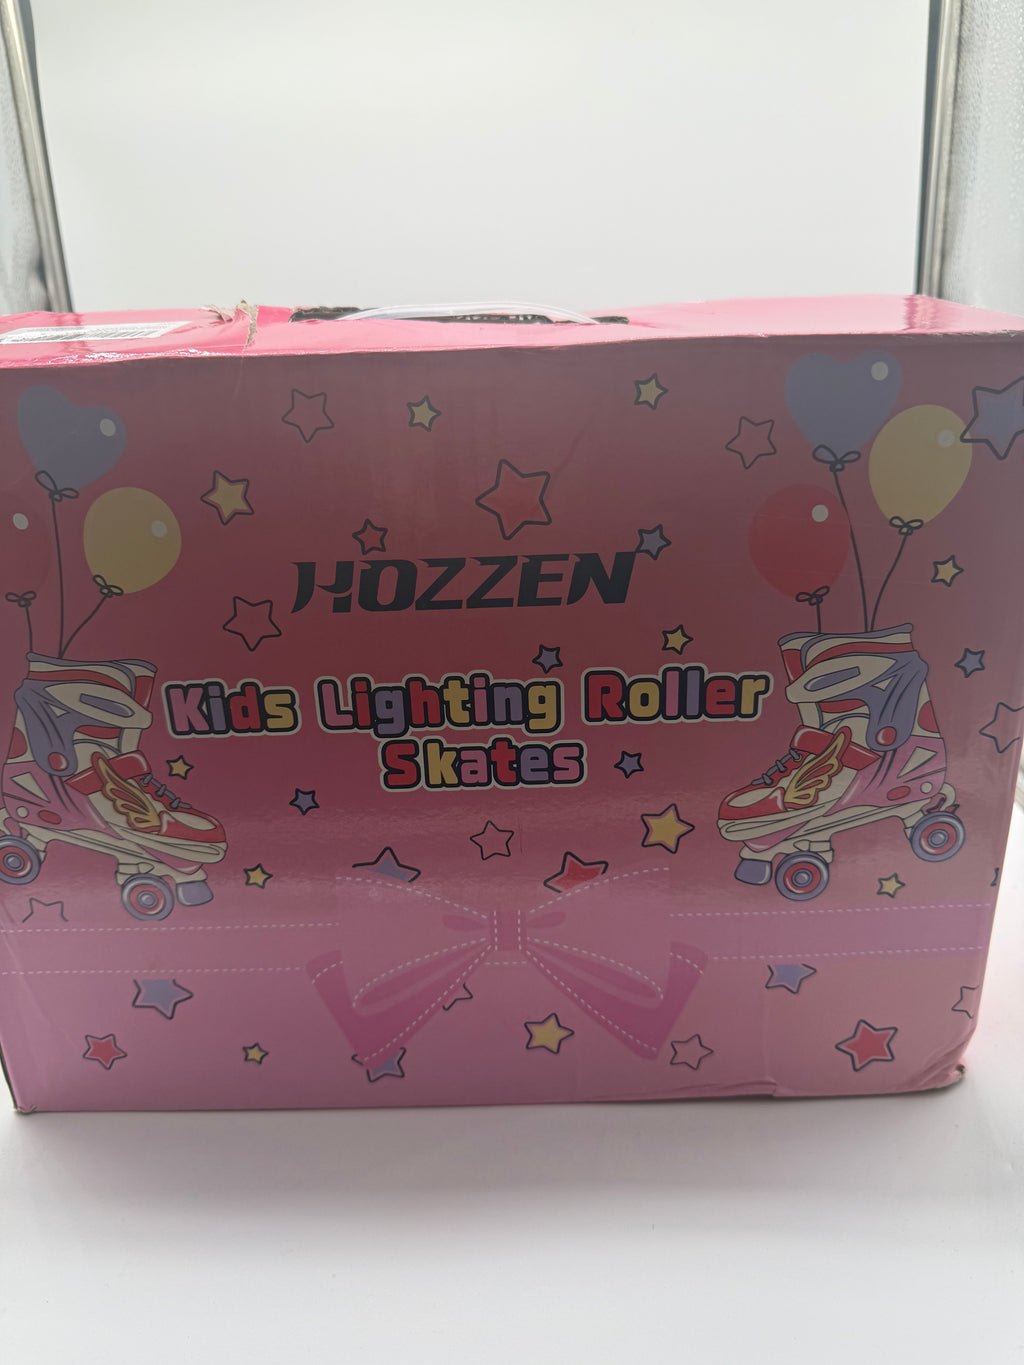 HOZZEN
Kids Lighting Roller
Skates